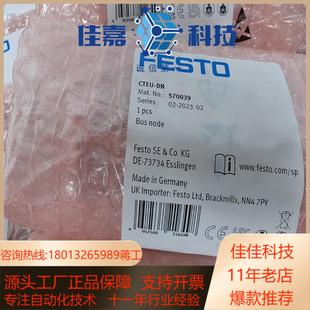 佳嘉 科技
FESTO
诚信
CTEU-DN
Mat. No.: 570039
Series: 02-2023-02
1 pcs
Bus node
Festo SE & Co. KG
DE-73734 Esslingen
www.festo.com/sp
Made in Germany
UK Importer: Festo Ltd, Brackmills, NN4 7PY
咨询热线:18013265989蒋工
佳佳科技
源头工厂正品保障 支持开票
11年老店
专注自动化技术 十一年行业经验
爆款推荐